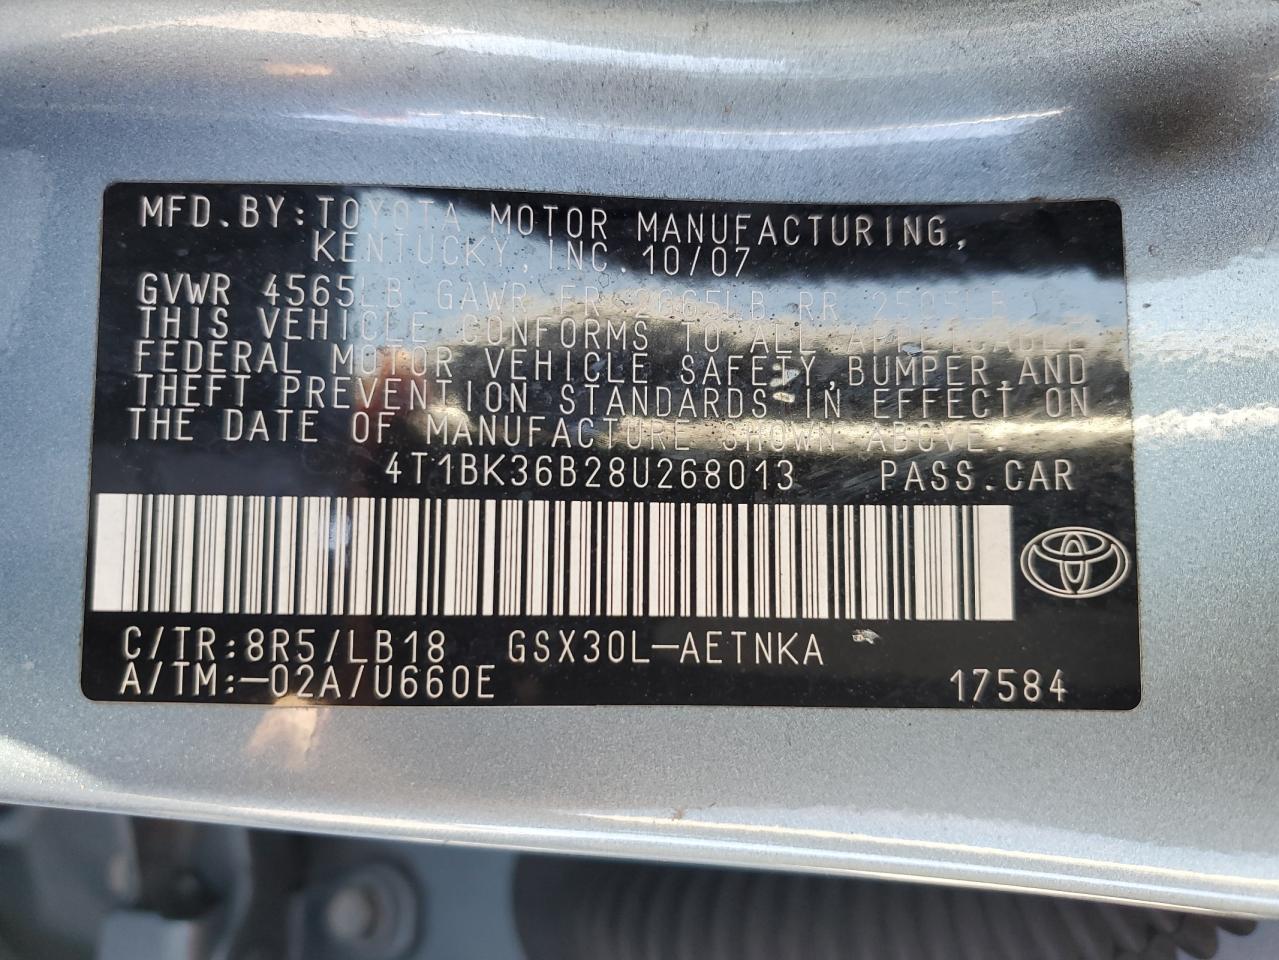 MFD.BY:TOYOTA MOTOR MANUFACTURING,
KENTUCKY,INC.10/07
GVWR 4565LB GAWR FR 2665LB RR 2505LB
THIS VEHICLE CONFORMS TO ALL APPLICABLE
FEDERAL MOTOR VEHICLE SAFETY,BUMPER,AND
THEFT PREVENTION STANDARDS IN EFFECT ON
THE DATE OF MANUFACTURE SHOWN ABOVE.
4T1BK36B28U268013 PASS.CAR
C/TR:8R5/LB18 GSX30L-AETNKA
A/TM:-02A/U660E 17584